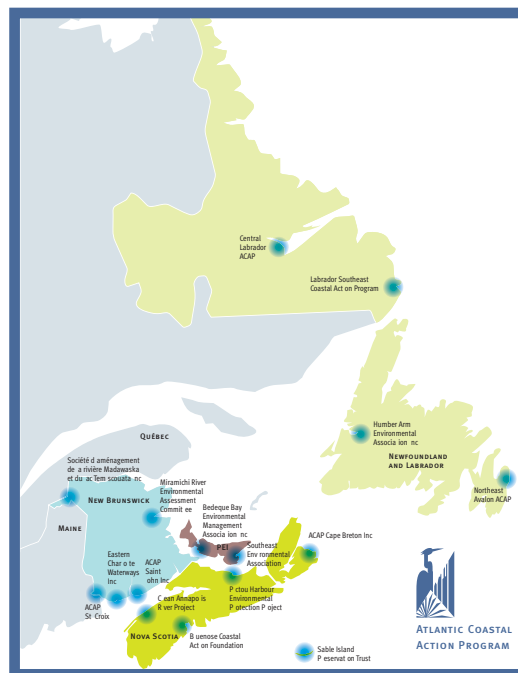 Central
Labrador
ACAP
Labrador Southeast
Coastal Act on Program
Humber Arm
Environmental
Associa ion nc
NEWFOUNDLAND
AND LABRADOR
Northeast
Avalon ACAP
QUÉBEC
Société d aménagement
de la rivière Madawaska
et du ac Tem scouata nc
NEW BRUNSWICK
Miramichi River
Environmental
Assessment
Commit ee
MAINE
Bedeque Bay
Environmental
Management
Associa ion nc
PEI
Southeast
Env ronmental
Association
ACAP Cape Breton Inc
Eastern
Char o te
Waterways
Inc
ACAP
Saint
ohn Inc
P ctou Harbour
Environmental
P otection P oject
C ean Annapo is
R ver Project
ACAP
St Croix
NOVA SCOTIA
B uenose Coastal
Act on Foundation
Sable Island
P eservat on Trust
ATLANTIC COASTAL
ACTION PROGRAM